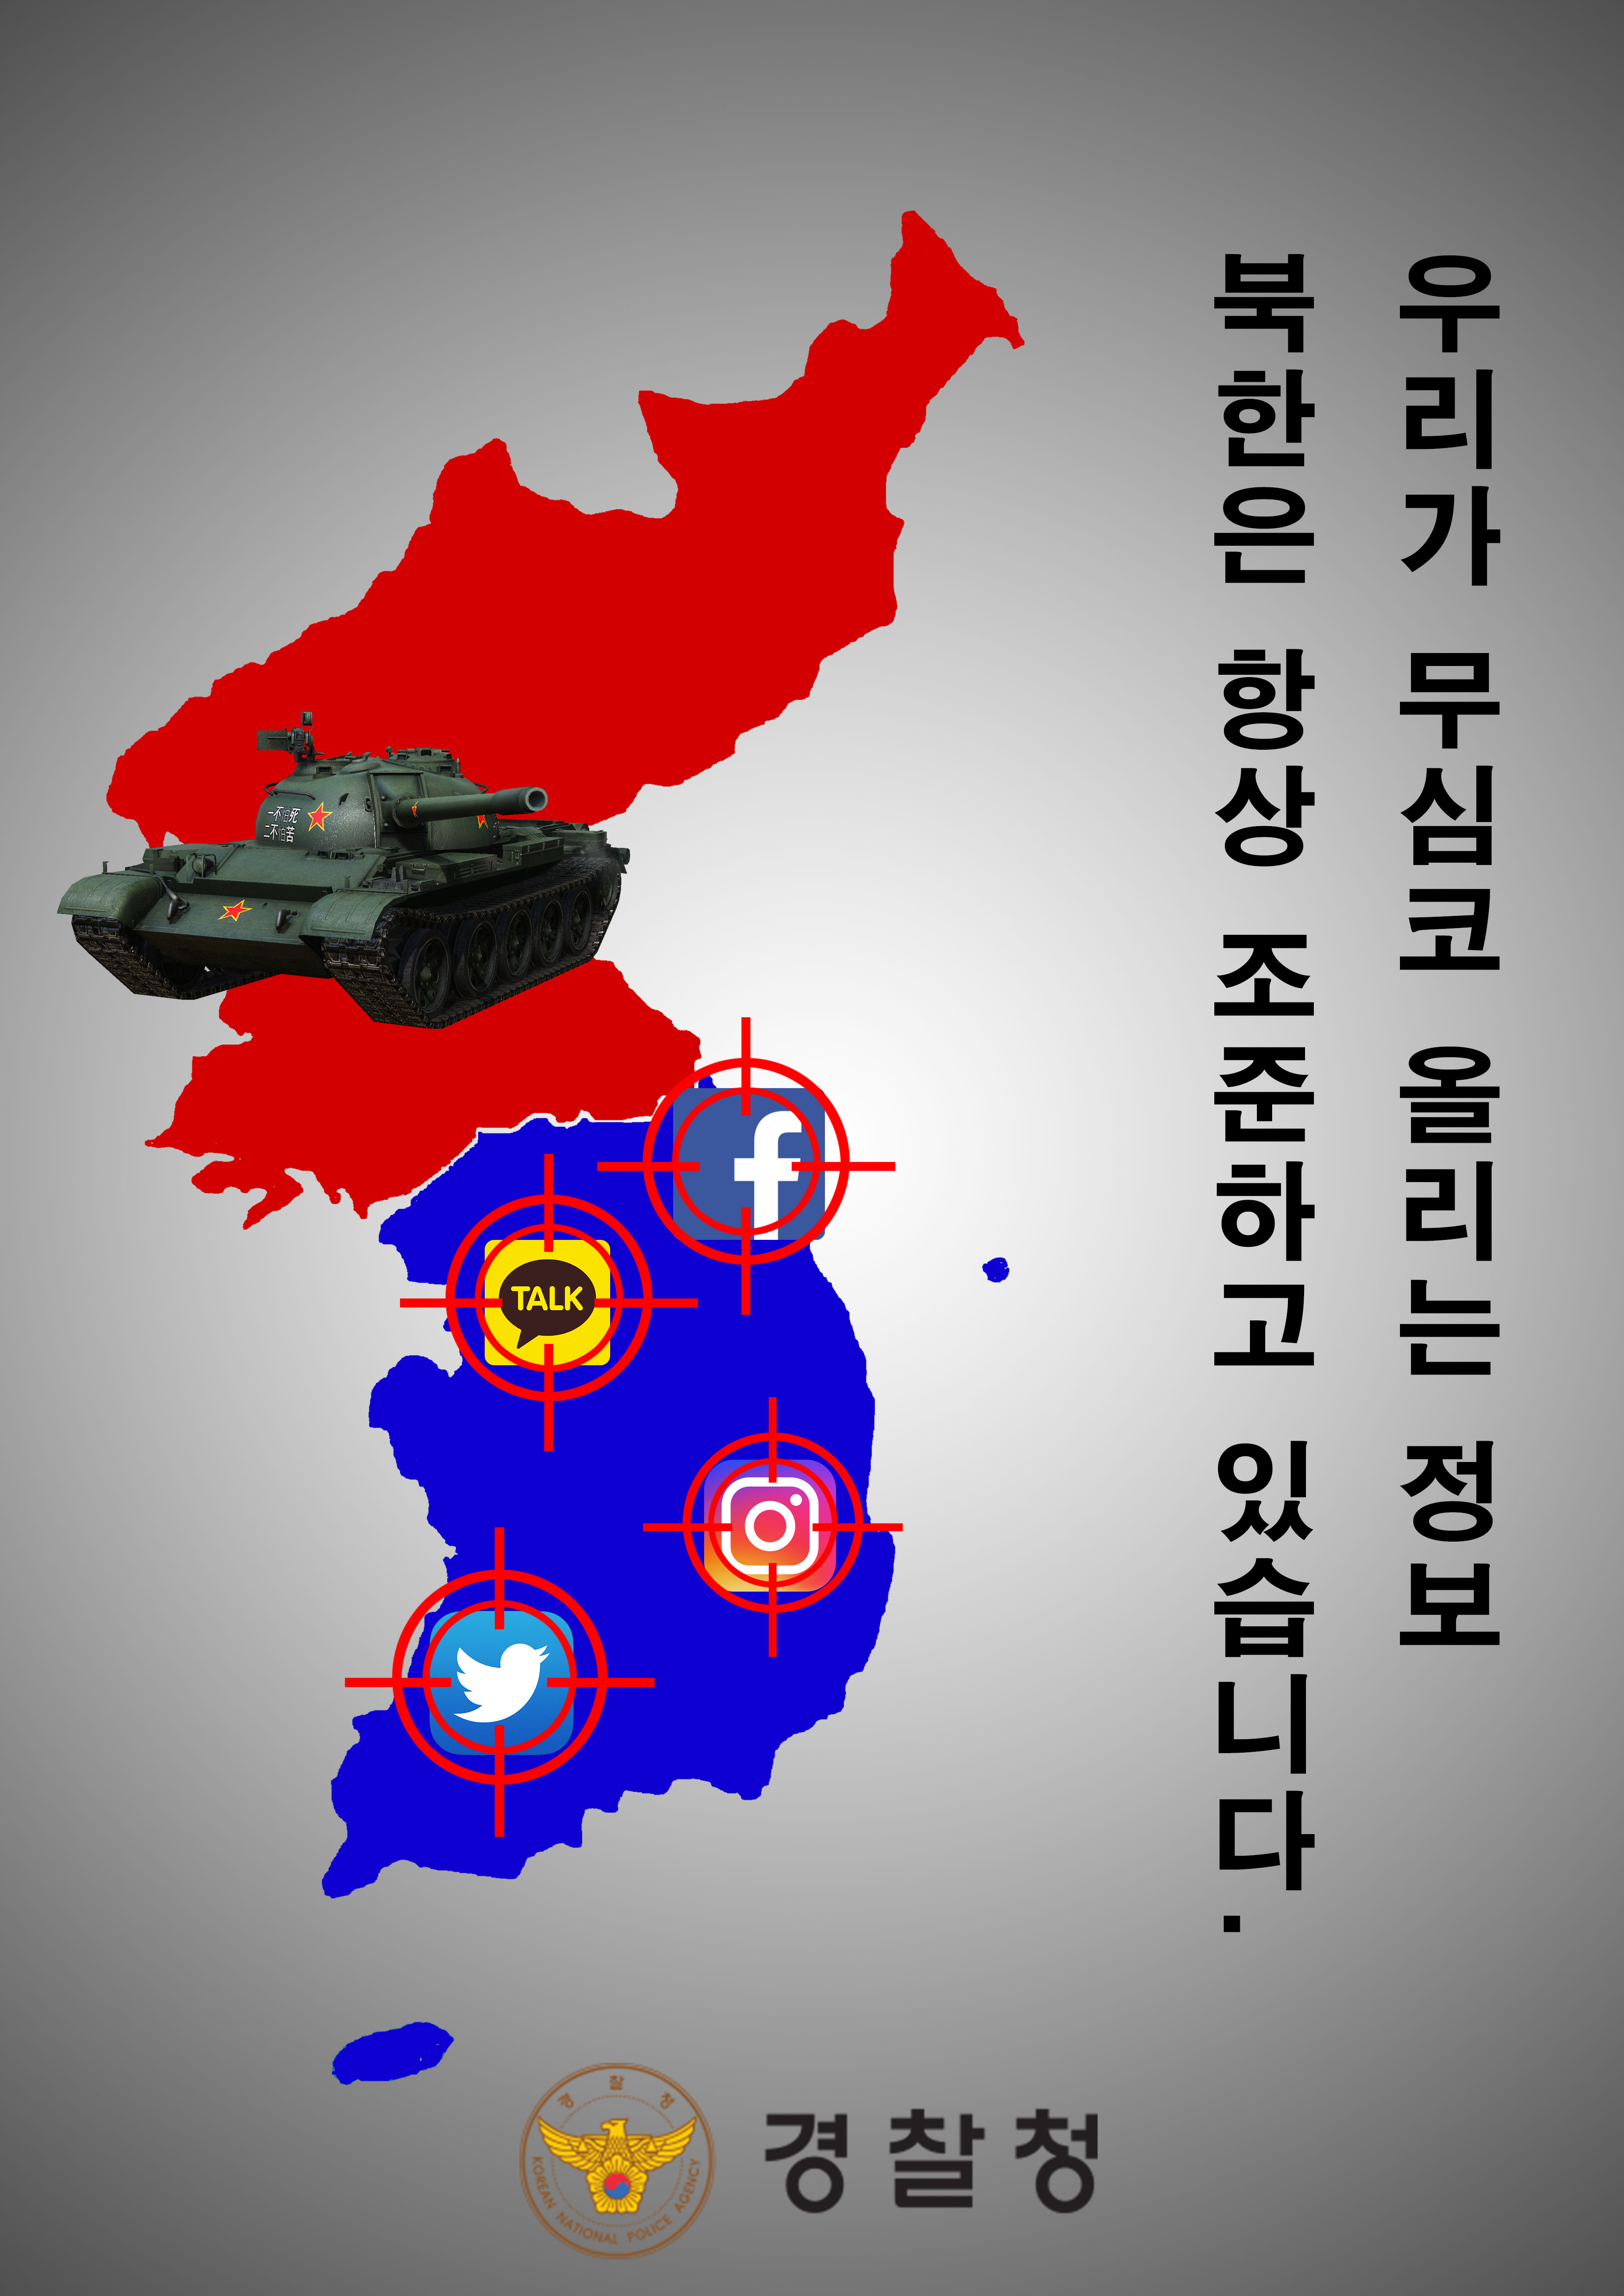 우리가 무심코 올리는 정보
북한은 항상 조준하고 있습니다.
一不怕死
二不怕苦
TALK
경찰청
KOREAN NATIONAL POLICE AGENCY
경찰청